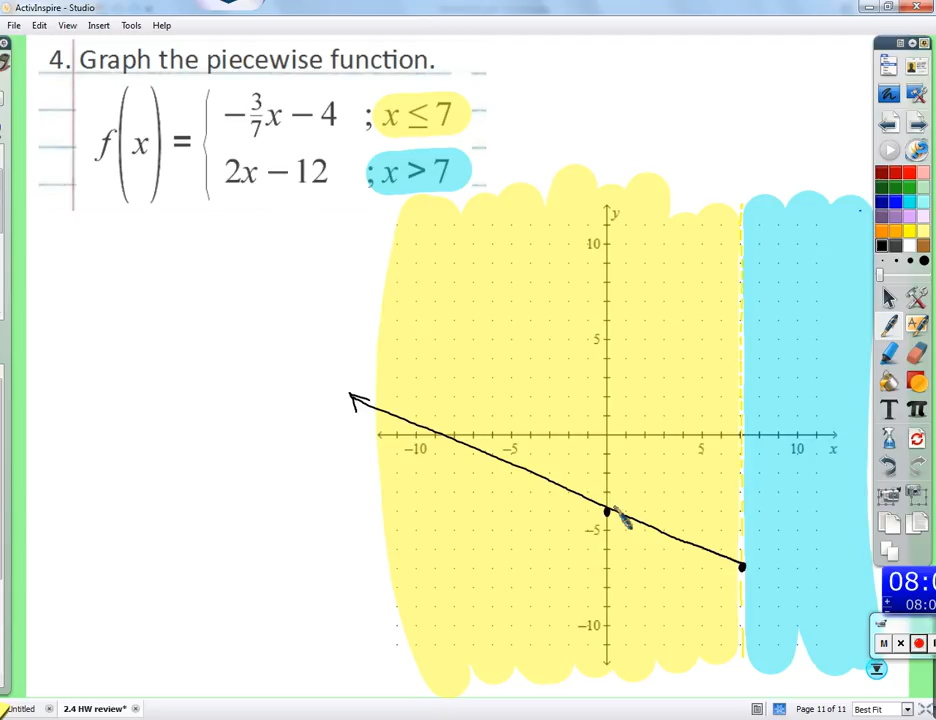 ActivInspire - Studio
File Edit View Insert Tools Help
4. Graph the piecewise function.
f(x) = { −3/7x − 4 ; x ≤ 7
2x − 12 ; x > 7
y
10
5
−10 −5 5 10 x
−5
−10
T π
08:0
08:0
M
Untitled 2.4 HW review* Page 11 of 11 Best Fit